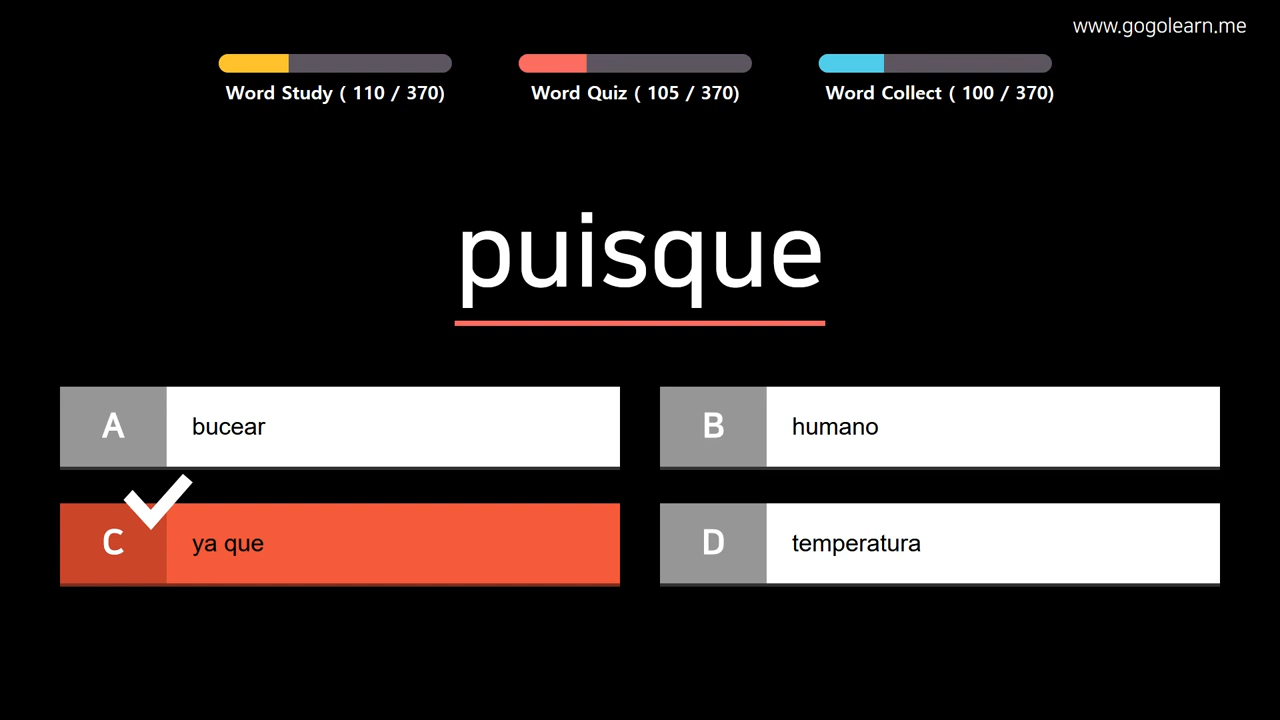 www.gogolearn.me
Word Study ( 110 / 370)
Word Quiz ( 105 / 370)
Word Collect ( 100 / 370)
puisque
A bucear
B humano
C ya que
D temperatura